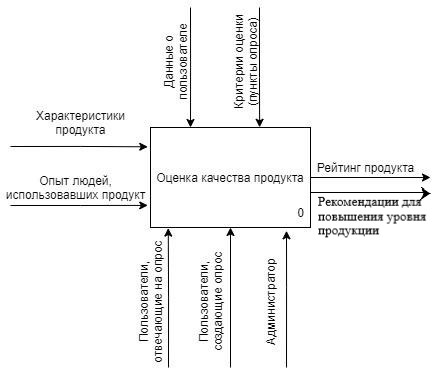 Данные о
пользователе
Критерии оценки
(пункты опроса)
Характеристики
продукта
Опыт людей,
использовавших продукт
Оценка качества продукта
0
Рейтинг продукта
Рекомендации для
повышения уровня
продукции
Пользователи,
отвечающие на опрос
Пользователи,
создающие опрос
Администратор